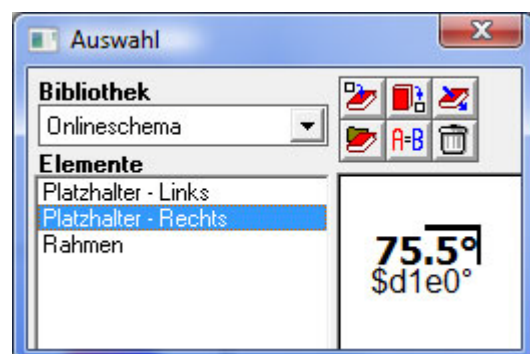 Auswahl
Bibliothek
Onlineschema
A=B
Elemente
Platzhalter - Links
Platzhalter - Rechts
Rahmen
75.5°
$d1e0°